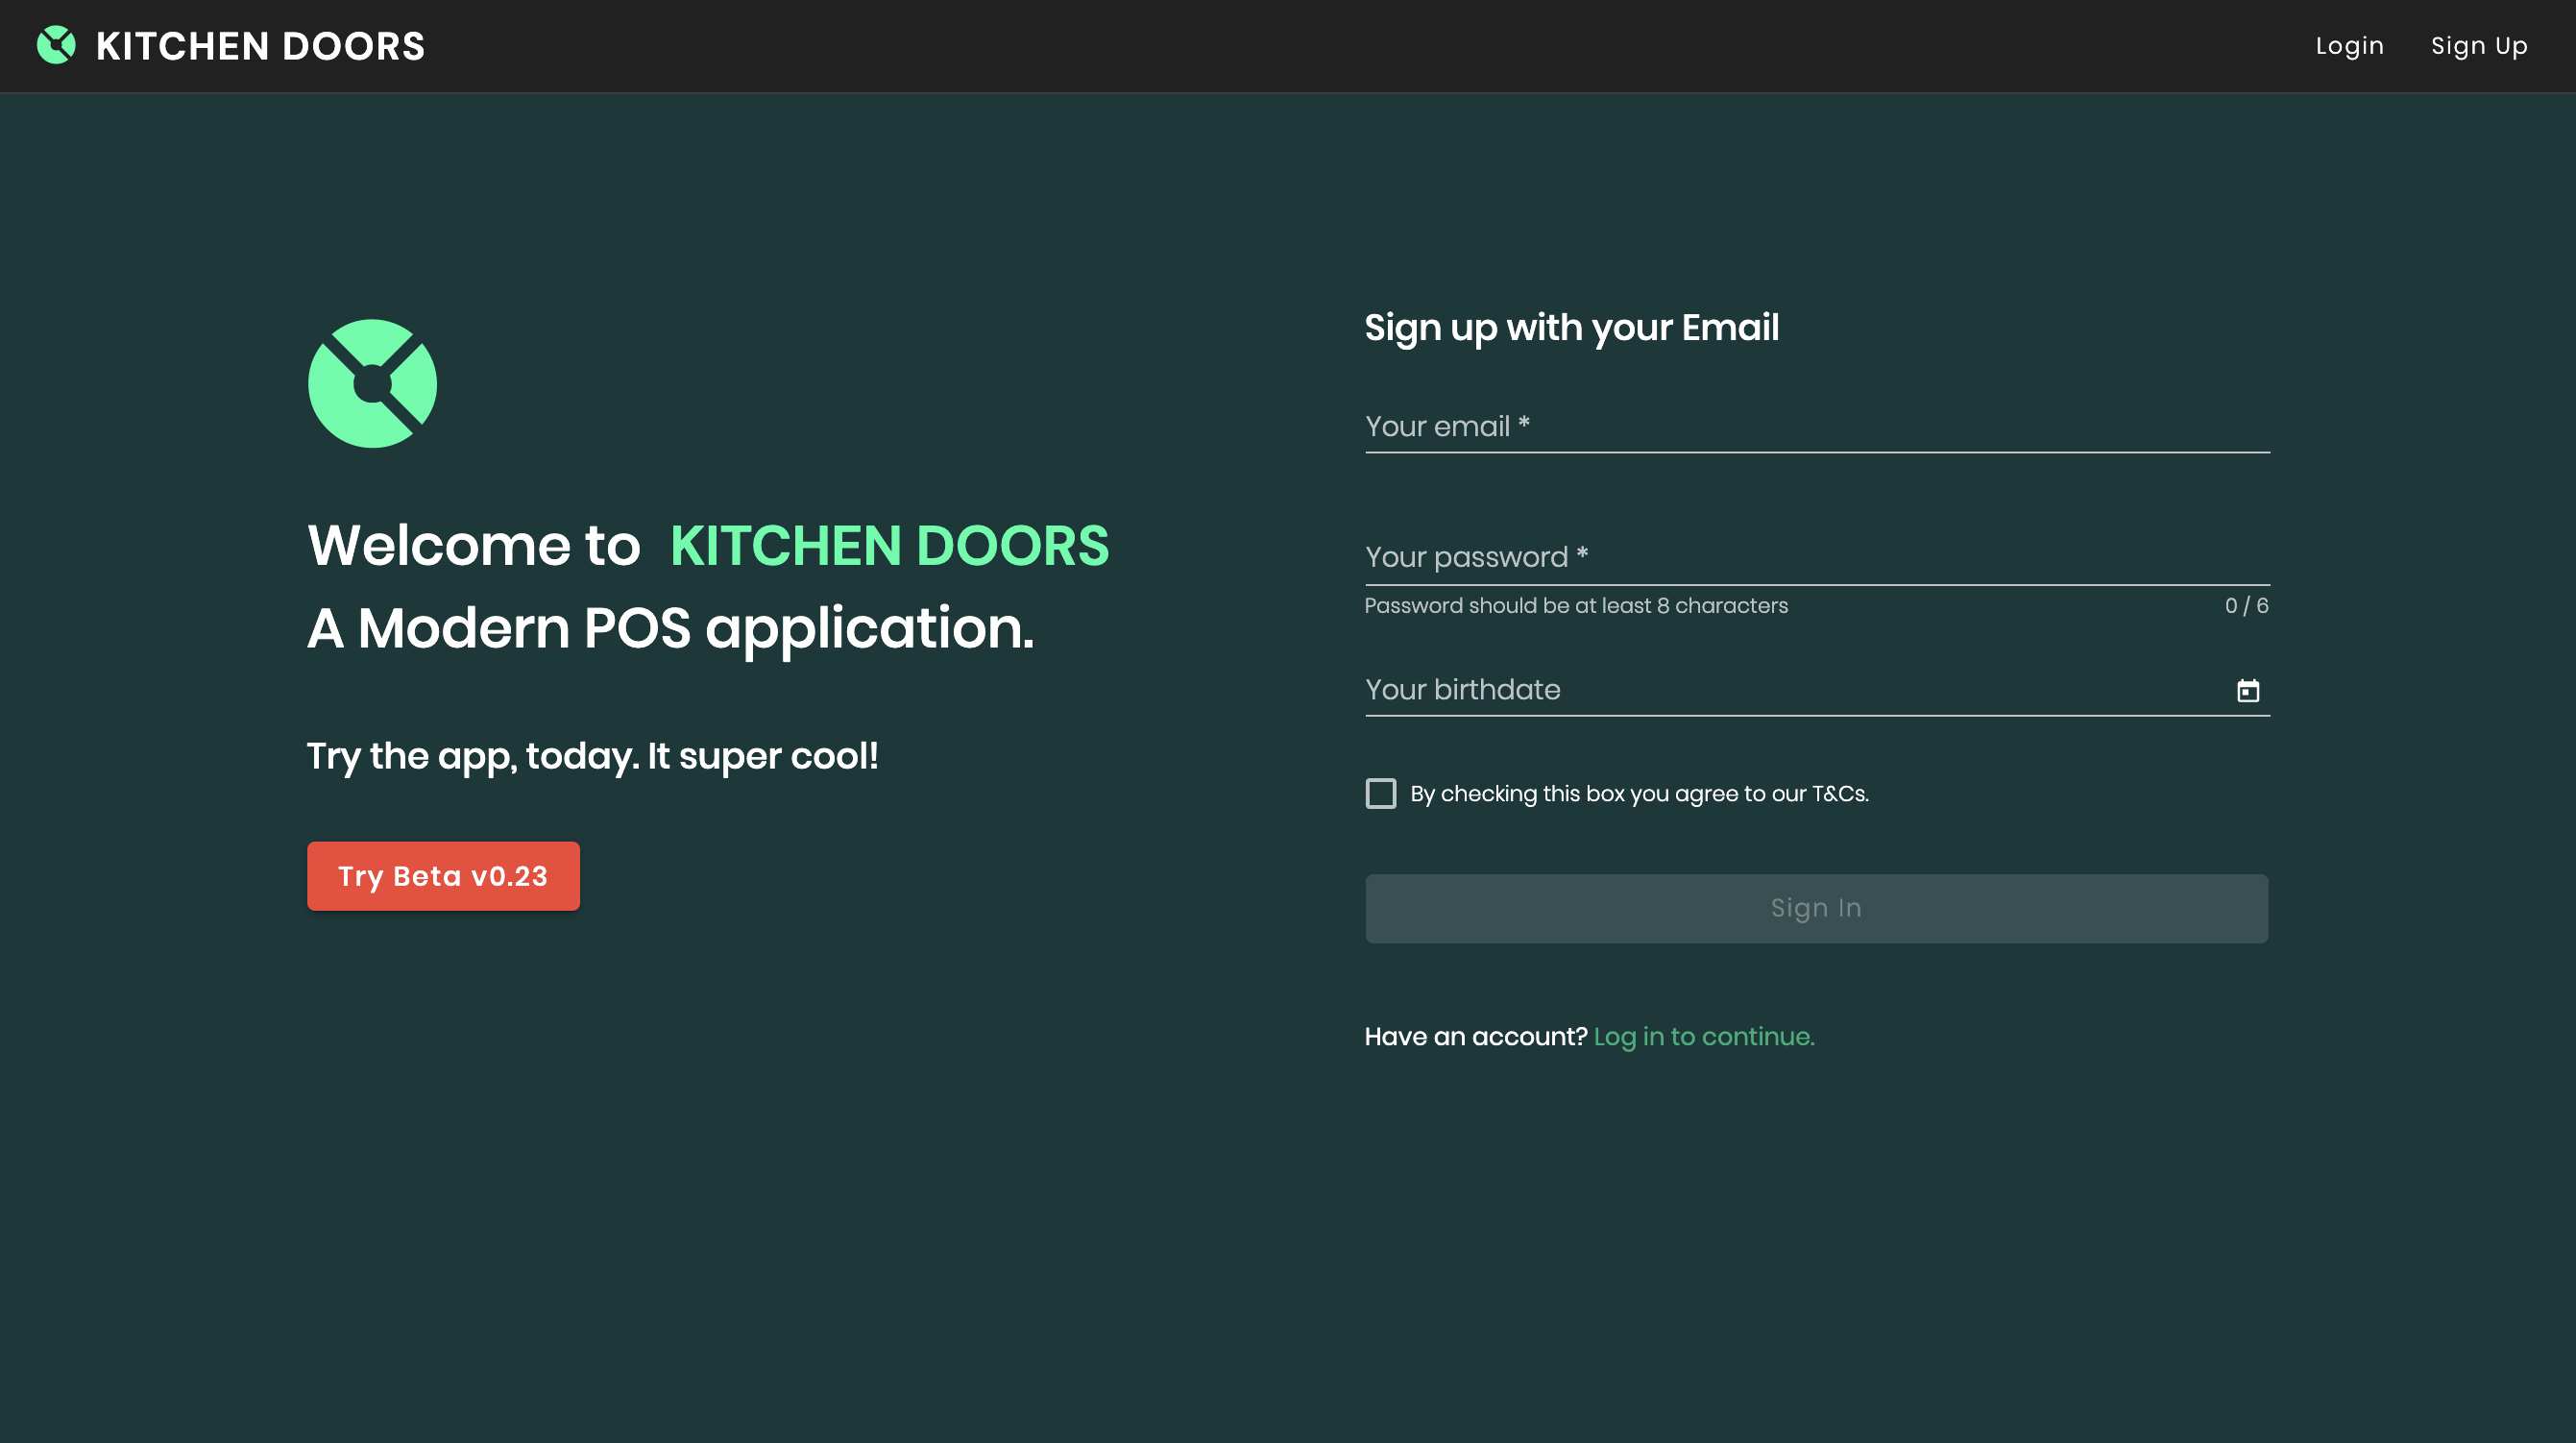 KITCHEN DOORS
Login
Sign Up
Welcome to KITCHEN DOORS
A Modern POS application.
Try the app, today. It super cool!
Try Beta v0.23
Sign up with your Email
Your email *
Your password *
Password should be at least 8 characters
0 / 6
Your birthdate
By checking this box you agree to our T&Cs.
Sign In
Have an account? Log in to continue.